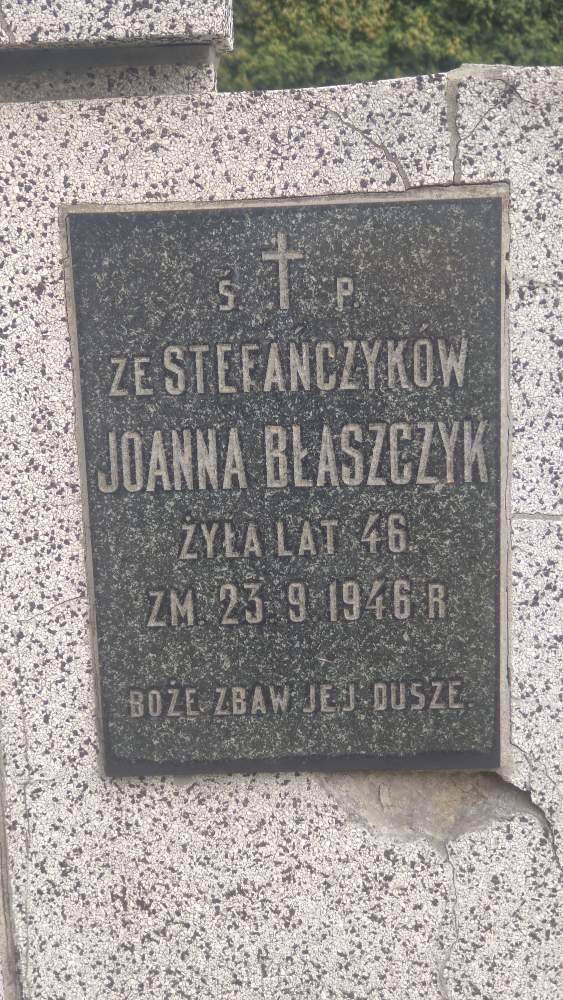 Ś P.
ZE STEFAŃCZYKÓW
JOANNA BŁASZCZYK
ŻYŁA LAT 46.
ZM. 23.9.1946 R.
BOŻE ZBAW JEJ DUSZE